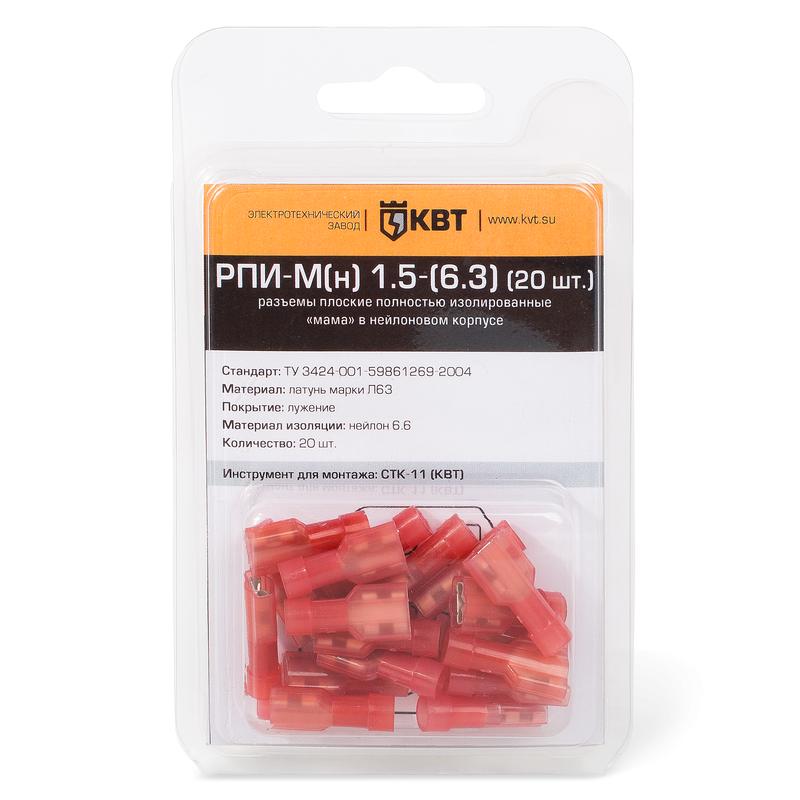 ЭЛЕКТРОТЕХНИЧЕСКИЙ
ЗАВОД
КВТ
www.kvt.su
РПИ-М(н) 1.5-(6.3) (20 шт.)
разъемы плоские полностью изолированные
«мама» в нейлоновом корпусе
Стандарт: ТУ 3424-001-59861269-2004
Материал: латунь марки Л63
Покрытие: лужение
Материал изоляции: нейлон 6.6
Количество: 20 шт.
Инструмент для монтажа: СТК-11 (КВТ)